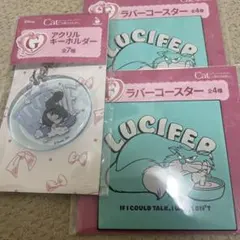 Disney
G
アクリル
キーホルダー
全7種
Cat
ラバーコースター 全4種
LUCIFER
Cat
ラバーコースター 全4種
LUCIFER
IF I COULD TALK, I